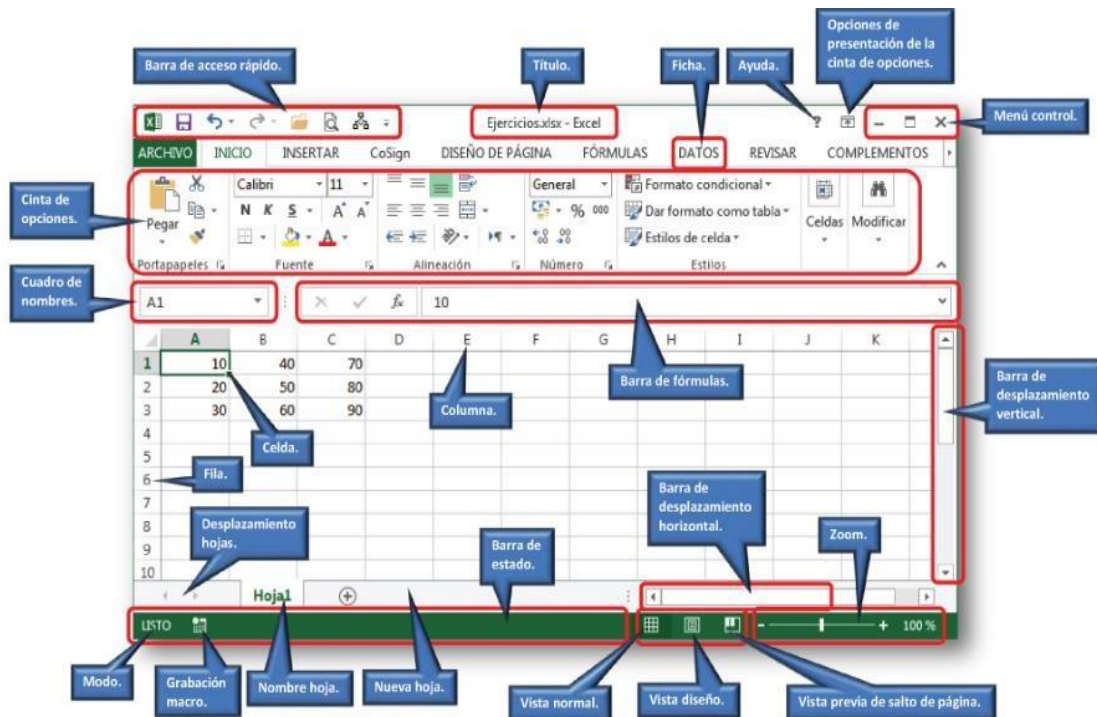 Opciones de
presentación de la
cinta de opciones.
Barra de acceso rápido.
Título.
Ficha.
Ayuda.
Menú control.
Ejercicios.xlsx - Excel
?
ARCHIVO INICIO INSERTAR CoSign DISEÑO DE PÁGINA FÓRMULAS DATOS REVISAR COMPLEMENTOS
Cinta de
opciones.
Pegar
Calibri 11
N K S A A
A
General
% 000
Formato condicional
Dar formato como tabla
Estilos de celda
Celdas Modificar
Portapapeles Fuente Alineación Número Estilos
Cuadro de
nombres.
A1
fx 10
A B C D E F G H I J K
1 10 40 70
2 20 50 80
3 30 60 90
4
5
6
7
8
9
10
Barra de fórmulas.
Columna.
Celda.
Fila.
Barra de
desplazamiento
vertical.
Desplazamiento
hojas.
Barra de
estado.
Barra de
desplazamiento
horizontal.
Zoom.
Hoja1
LISTO
- + 100 %
Modo.
Grabación
macro.
Nombre hoja.
Nueva hoja.
Vista normal.
Vista diseño.
Vista previa de salto de página.